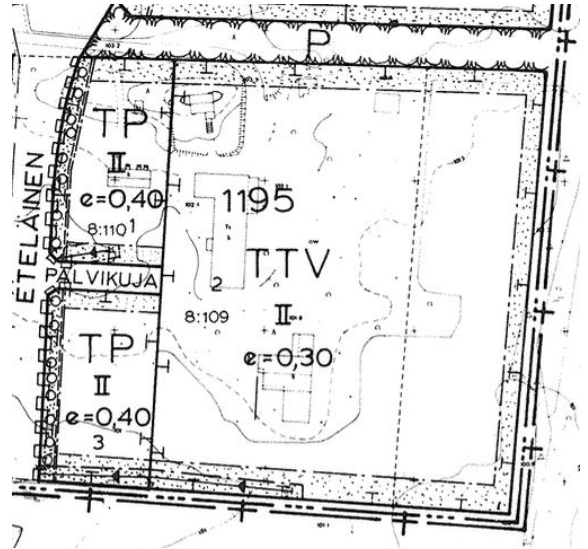 P
TP
II
e=0,40
8:110
1
1195
TTV
II
e=0,30
2
8:109
ETELÄINEN
PALVIKUJA
TP
II
e=0,40
3